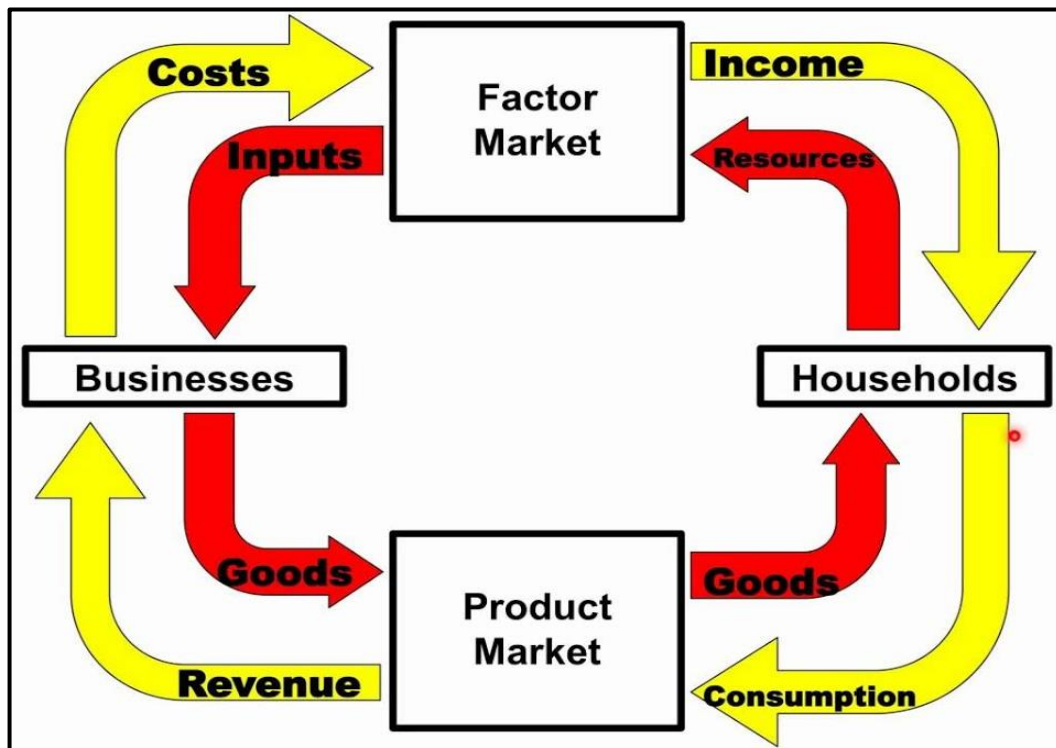 Costs
Factor
Market
Income
Inputs
Resources
Businesses
Households
Goods
Product
Market
Goods
Revenue
Consumption